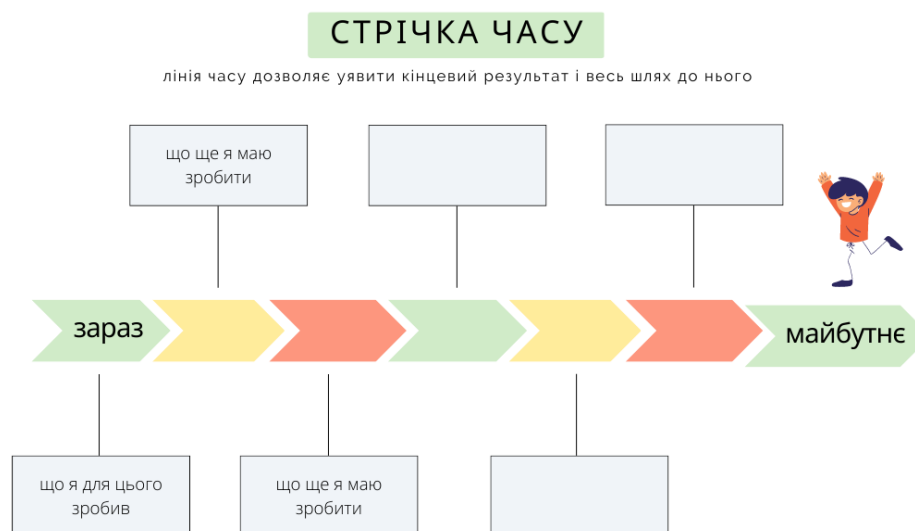 СТРІЧКА ЧАСУ
лінія часу дозволяє уявити кінцевий результат і весь шлях до нього
що ще я маю
зробити
зараз
майбутнє
що я для цього
зробив
що ще я маю
зробити